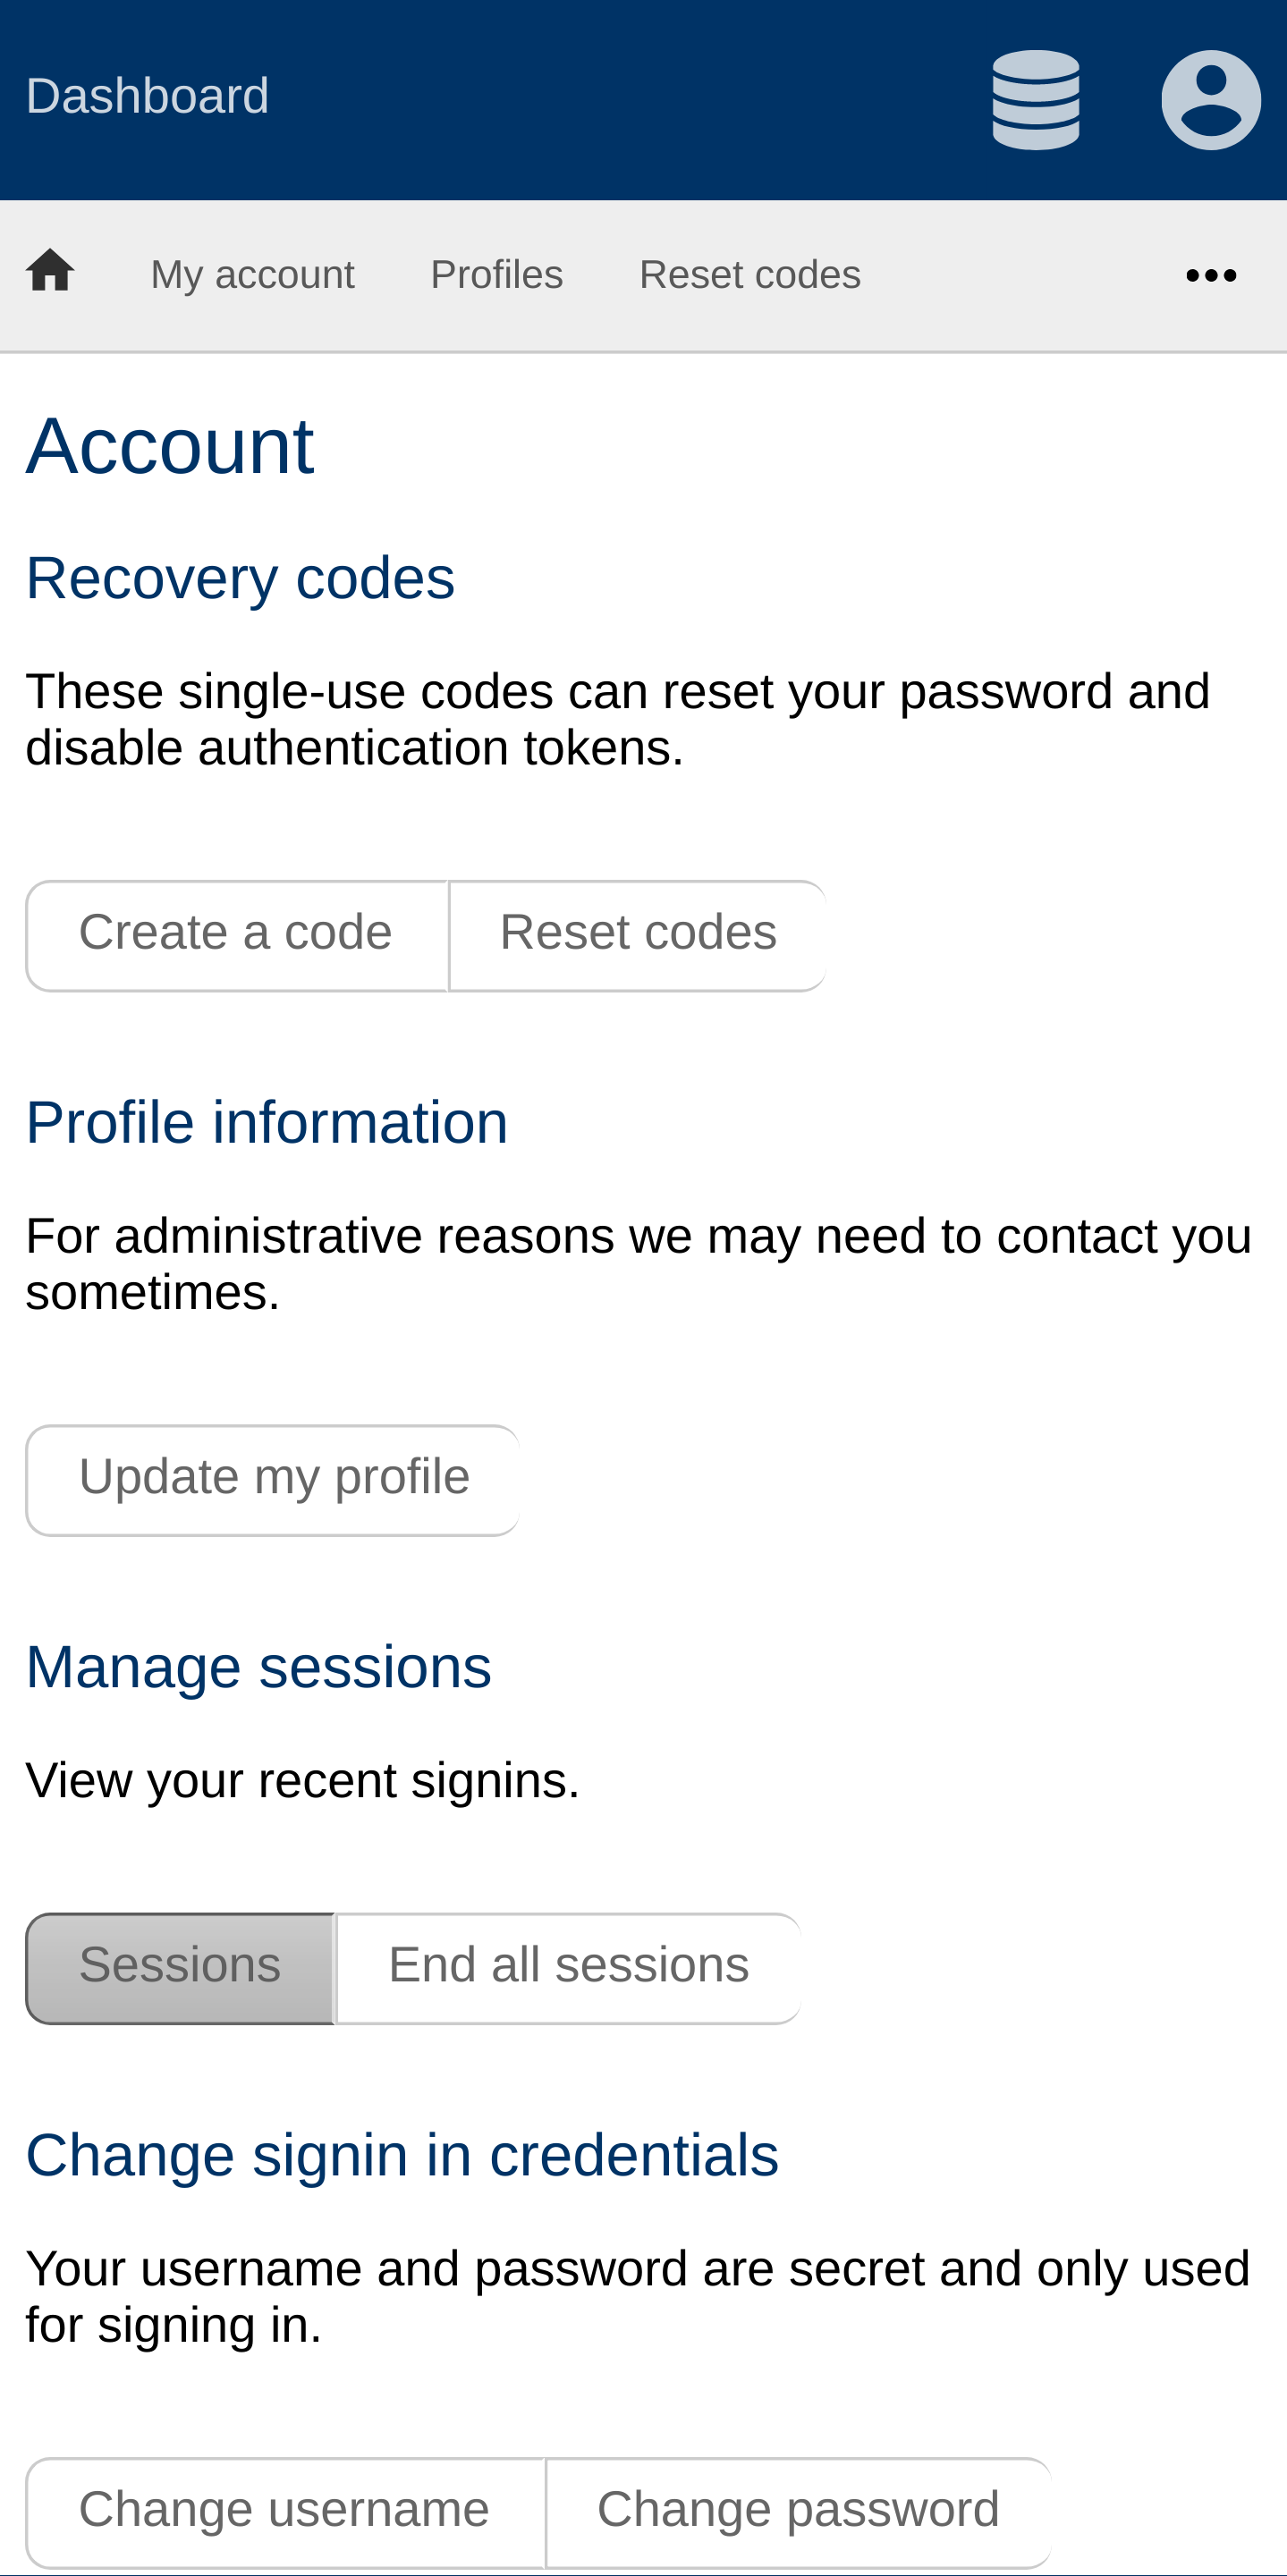 Dashboard
My account Profiles Reset codes
Account
Recovery codes
These single-use codes can reset your password and
disable authentication tokens.
Create a code Reset codes
Profile information
For administrative reasons we may need to contact you
sometimes.
Update my profile
Manage sessions
View your recent signins.
Sessions End all sessions
Change signin in credentials
Your username and password are secret and only used
for signing in.
Change username Change password